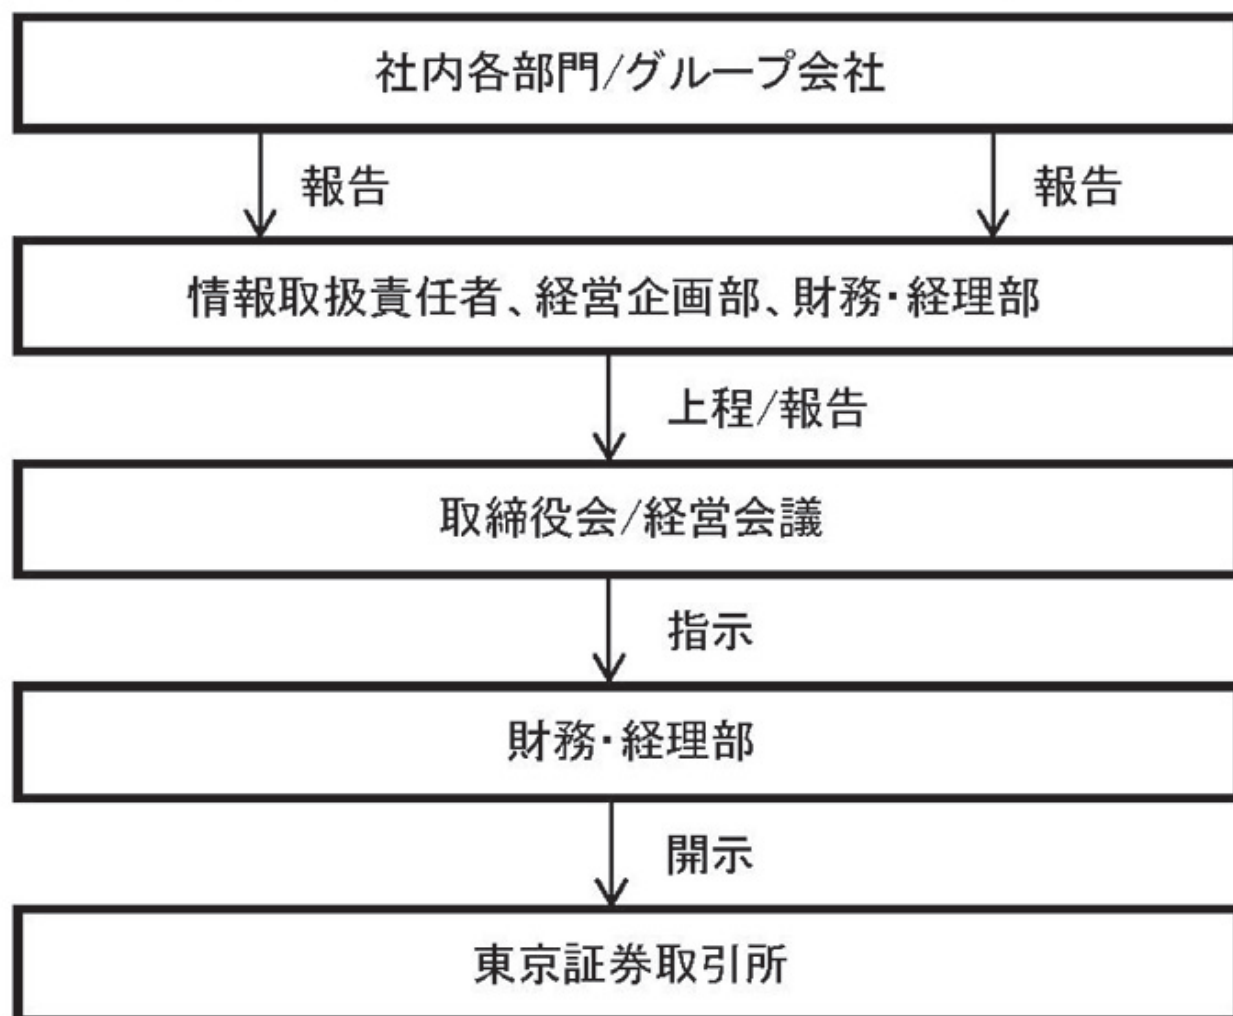 社内各部門/グループ会社
報告
報告
情報取扱責任者、経営企画部、財務・経理部
上程/報告
取締役会/経営会議
指示
財務・経理部
開示
東京証券取引所